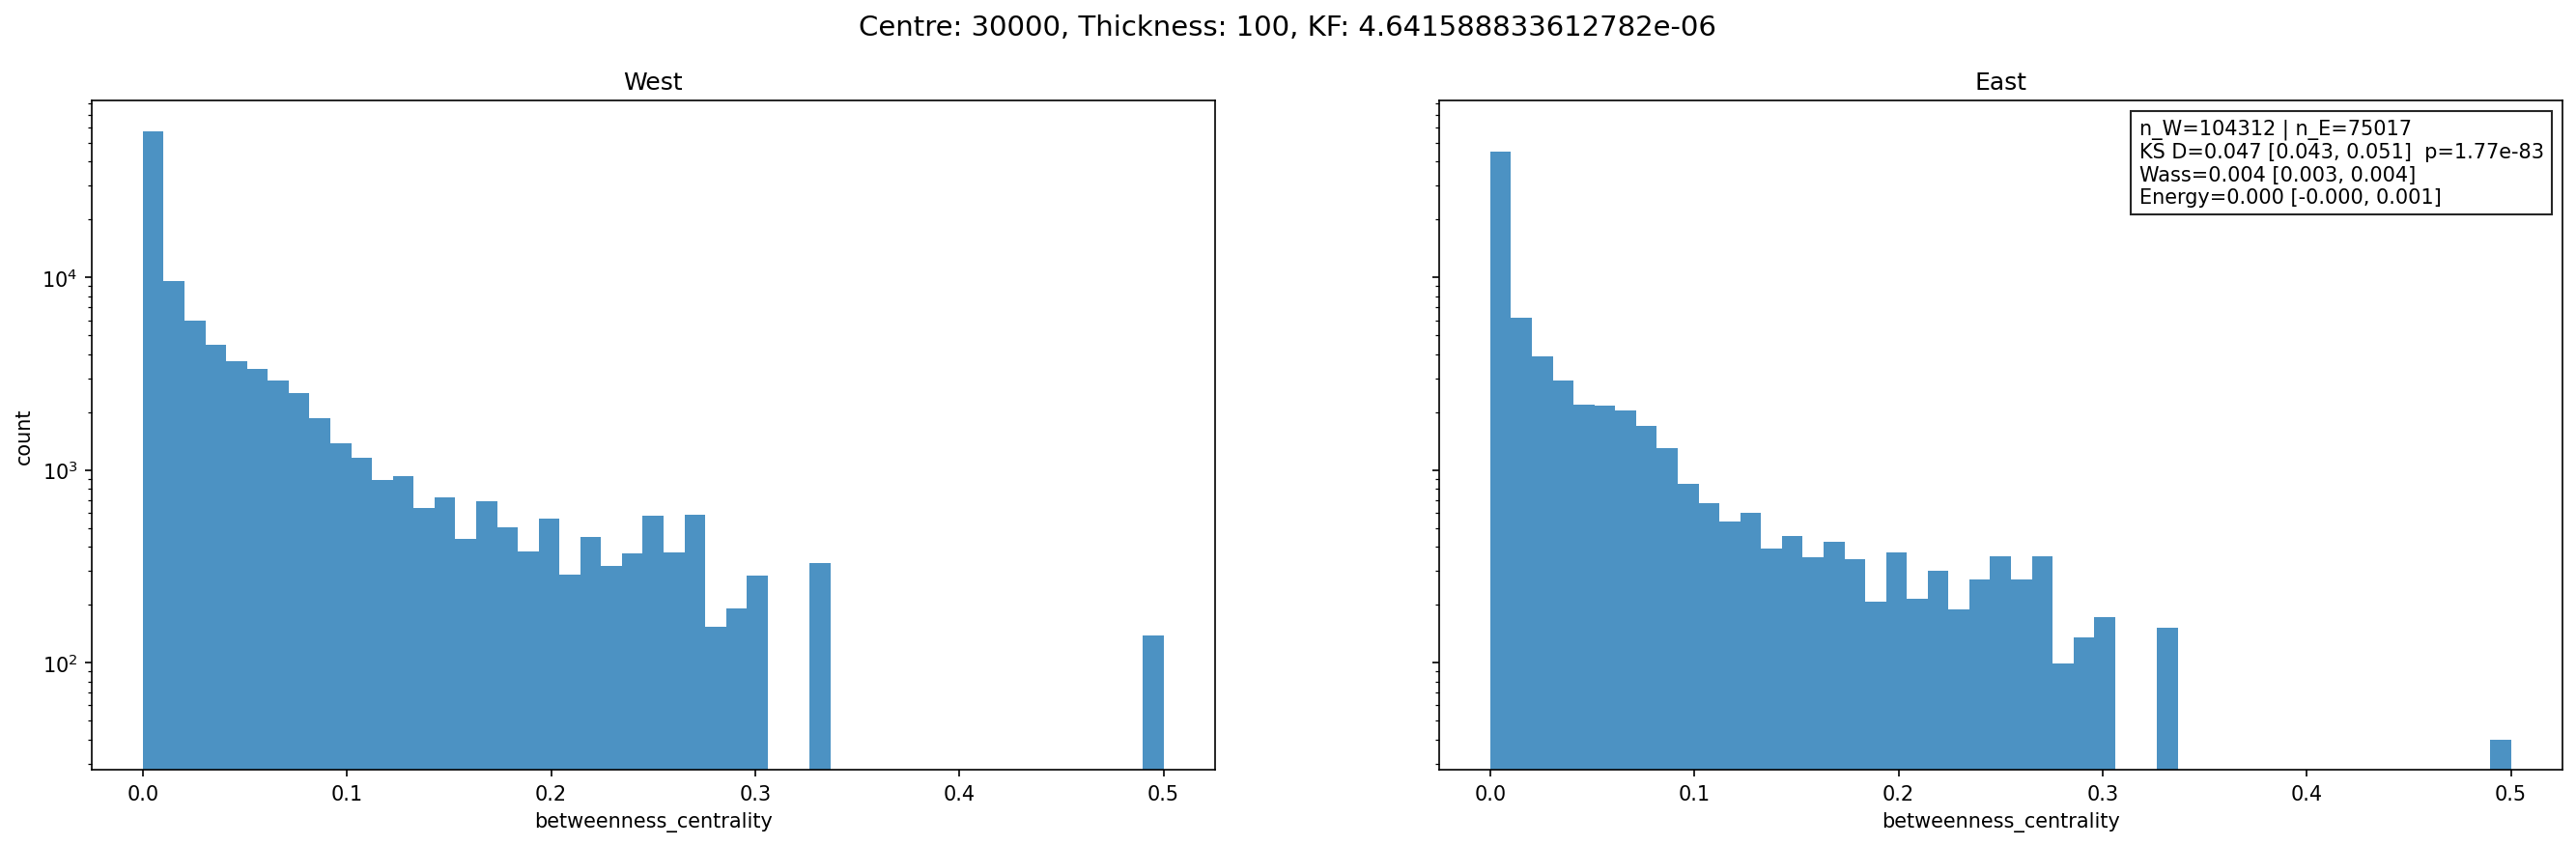 Centre: 30000, Thickness: 100, KF: 4.641588833612782e-06
West
count
10⁴
10³
10²
0.0 0.1 0.2 0.3 0.4 0.5
betweenness_centrality
East
n_W=104312 | n_E=75017
KS D=0.047 [0.043, 0.051]  p=1.77e-83
Wass=0.004 [0.003, 0.004]
Energy=0.000 [-0.000, 0.001]
0.0 0.1 0.2 0.3 0.4 0.5
betweenness_centrality